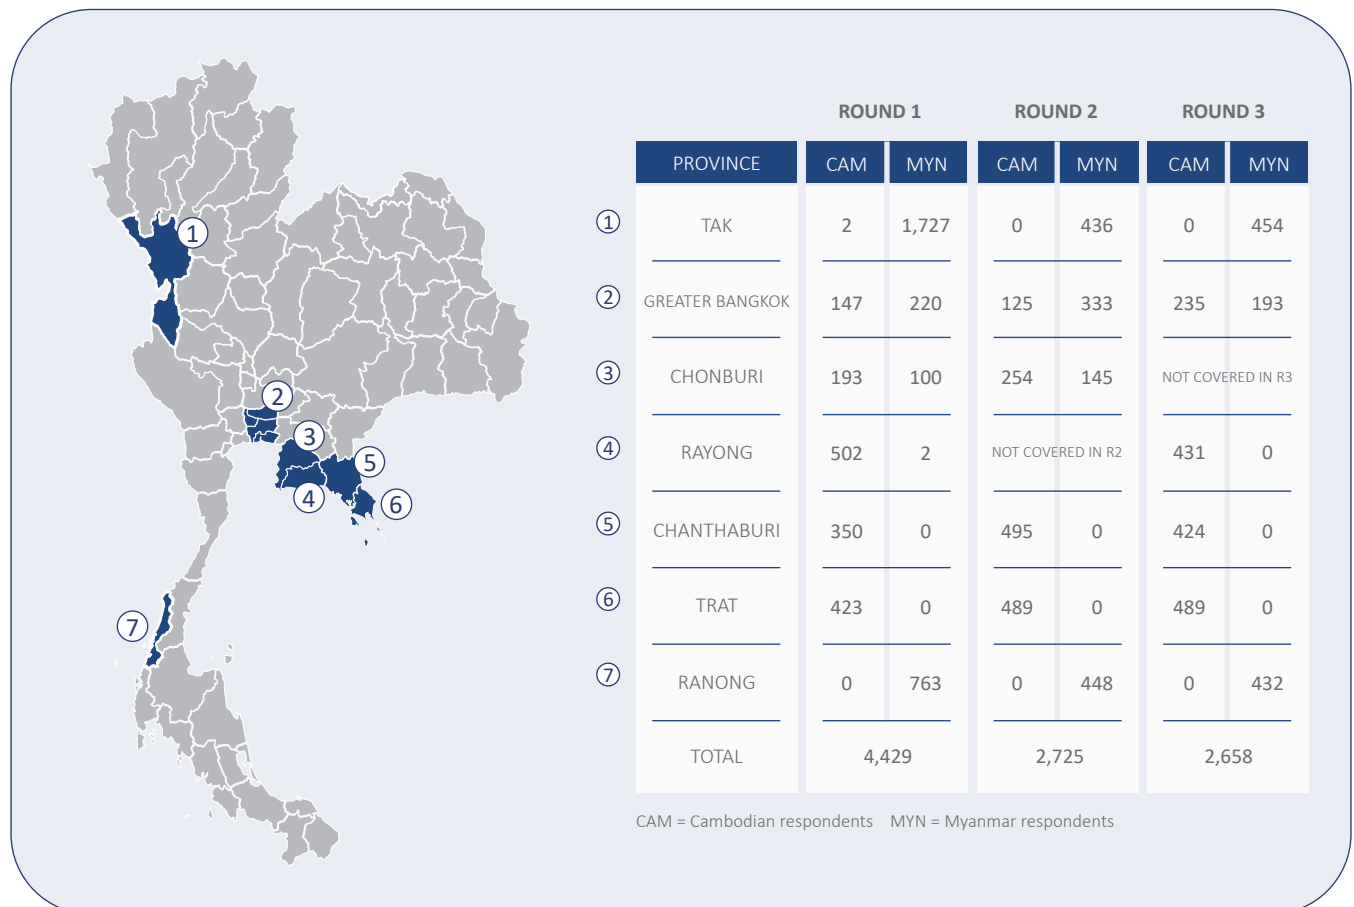 ROUND 1 ROUND 2 ROUND 3
PROVINCE CAM MYN CAM MYN CAM MYN
1 TAK 2 1,727 0 436 0 454
2 GREATER BANGKOK 147 220 125 333 235 193
3 CHONBURI 193 100 254 145 NOT COVERED IN R3
4 RAYONG 502 2 NOT COVERED IN R2 431 0
5 CHANTHABURI 350 0 495 0 424 0
6 TRAT 423 0 489 0 489 0
7 RANONG 0 763 0 448 0 432
TOTAL 4,429 2,725 2,658
CAM = Cambodian respondents MYN = Myanmar respondents
1
2
3
5
4
6
7